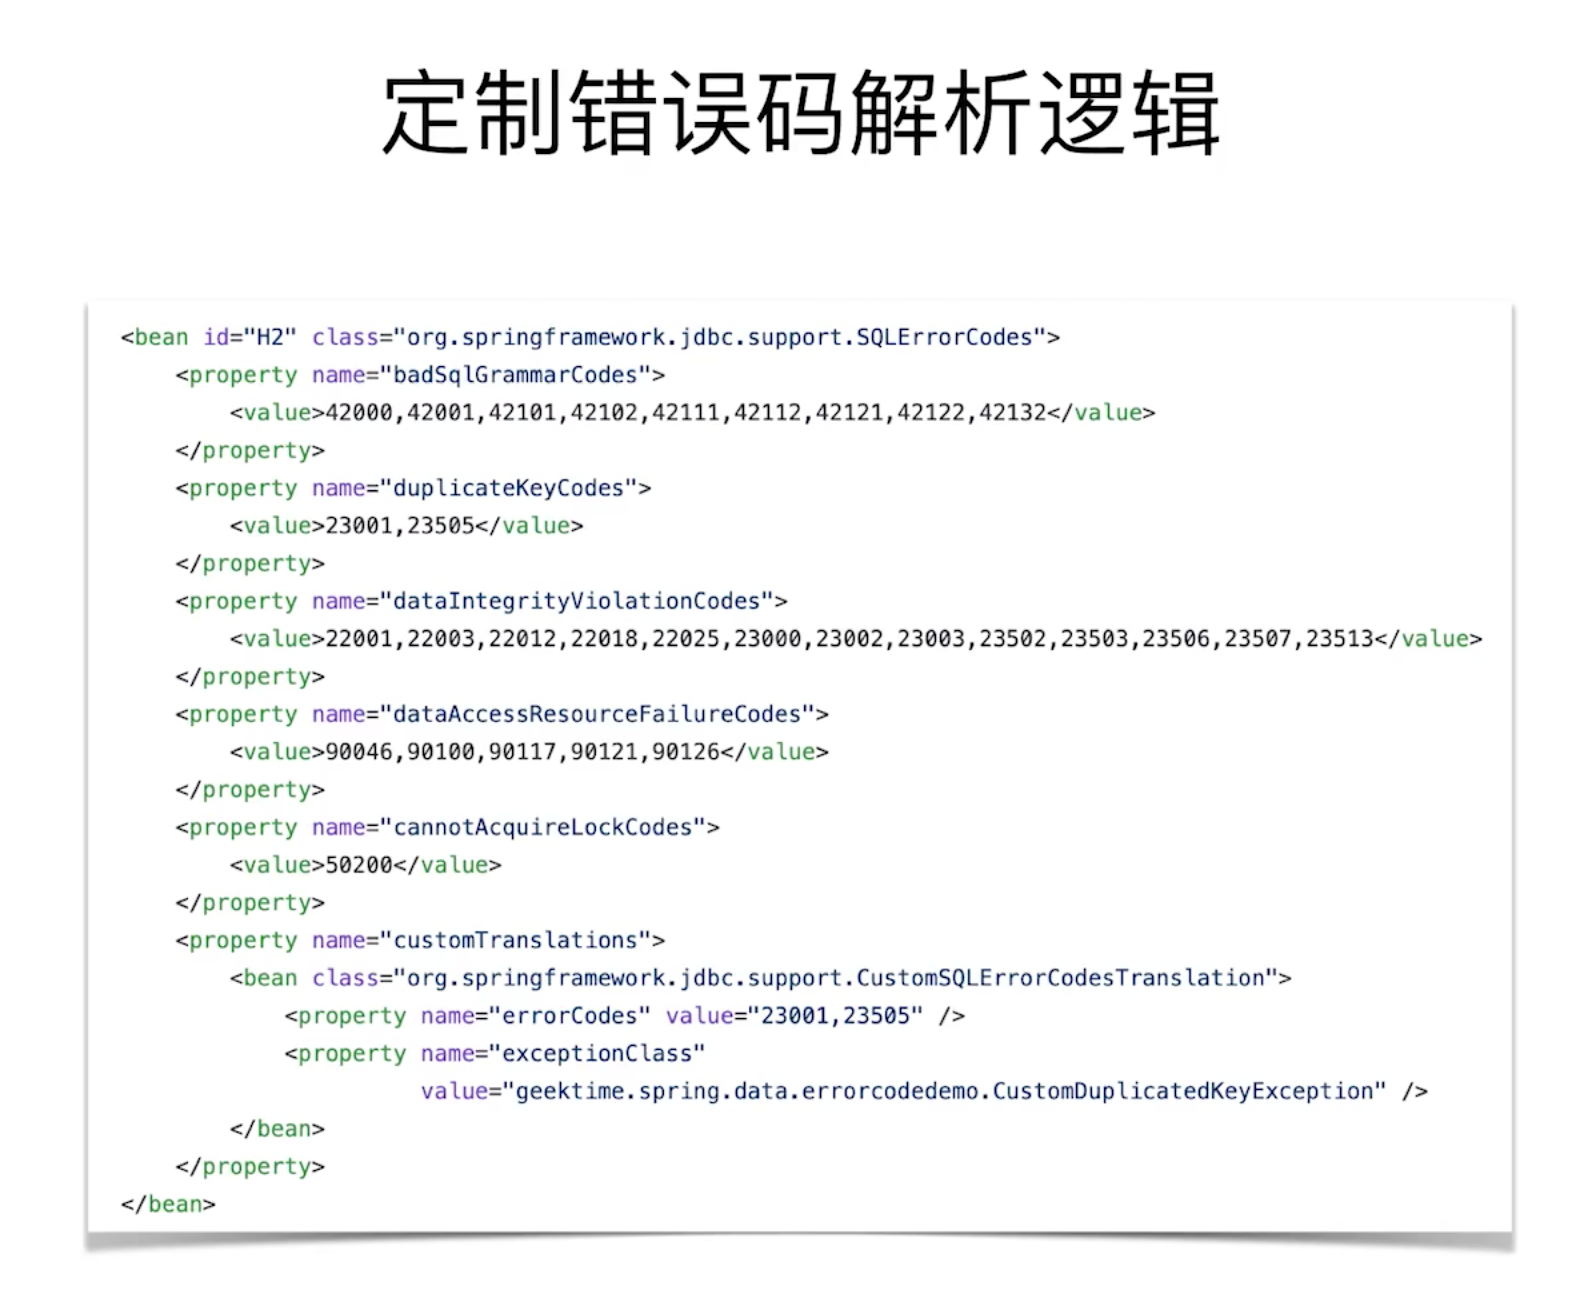 定制错误码解析逻辑
<bean id="H2" class="org.springframework.jdbc.support.SQLErrorCodes">
    <property name="badSqlGrammarCodes">
        <value>42000,42001,42101,42102,42111,42112,42121,42122,42132</value>
    </property>
    <property name="duplicateKeyCodes">
        <value>23001,23505</value>
    </property>
    <property name="dataIntegrityViolationCodes">
        <value>22001,22003,22012,22018,22025,23000,23002,23003,23502,23503,23506,23507,23513</value>
    </property>
    <property name="dataAccessResourceFailureCodes">
        <value>90046,90100,90117,90121,90126</value>
    </property>
    <property name="cannotAcquireLockCodes">
        <value>50200</value>
    </property>
    <property name="customTranslations">
        <bean class="org.springframework.jdbc.support.CustomSQLErrorCodesTranslation">
            <property name="errorCodes" value="23001,23505" />
            <property name="exceptionClass"
                      value="geektime.spring.data.errorcodedemo.CustomDuplicatedKeyException" />
        </bean>
    </property>
</bean>